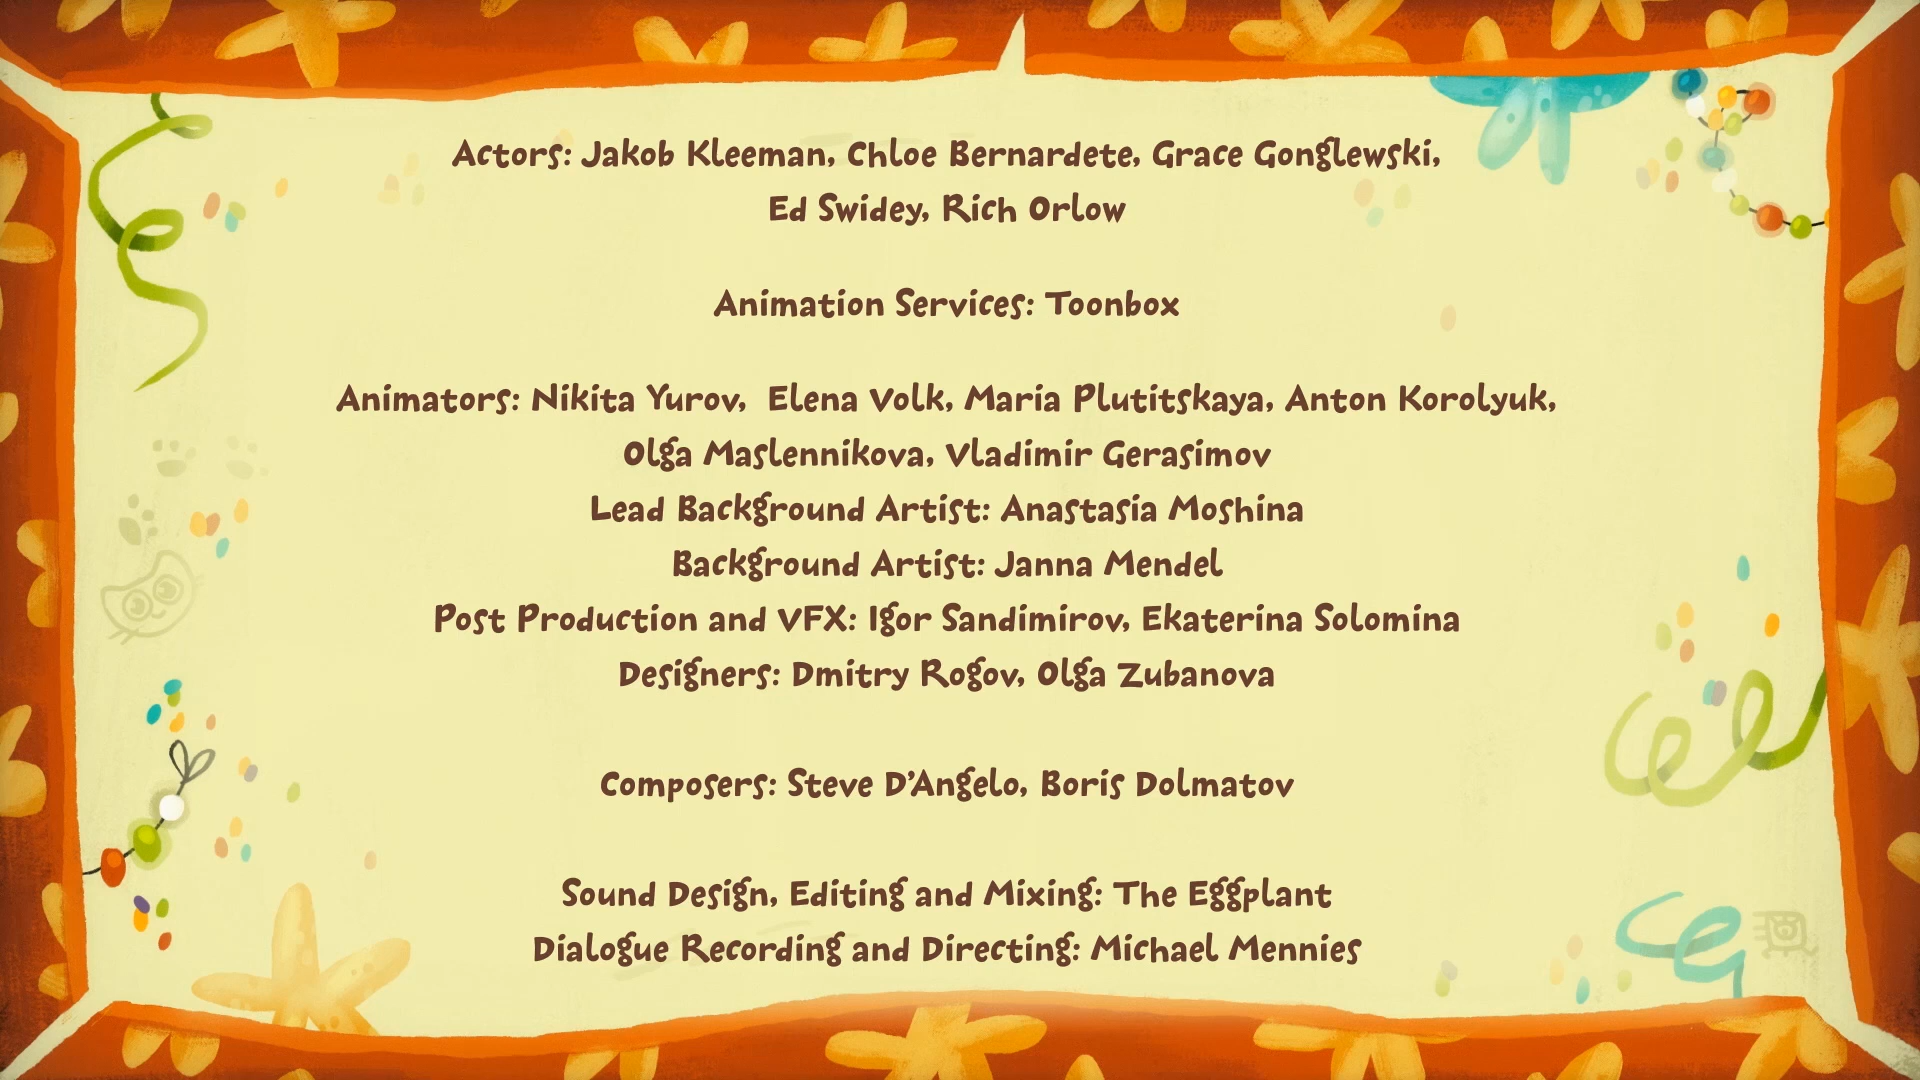 Actors: Jakob Kleeman, Chloe Bernardete, Grace Gonglewski,
Ed Swidey, Rich Orlow
Animation Services: Toonbox
Animators: Nikita Yurov,  Elena Volk, Maria Plutitskaya, Anton Korolyuk,
Olga Maslennikova, Vladimir Gerasimov
Lead Background Artist: Anastasia Moshina
Background Artist: Janna Mendel
Post Production and VFX: Igor Sandimirov, Ekaterina Solomina
Designers: Dmitry Rogov, Olga Zubanova
Composers: Steve D’Angelo, Boris Dolmatov
Sound Design, Editing and Mixing: The Eggplant
Dialogue Recording and Directing: Michael Mennies